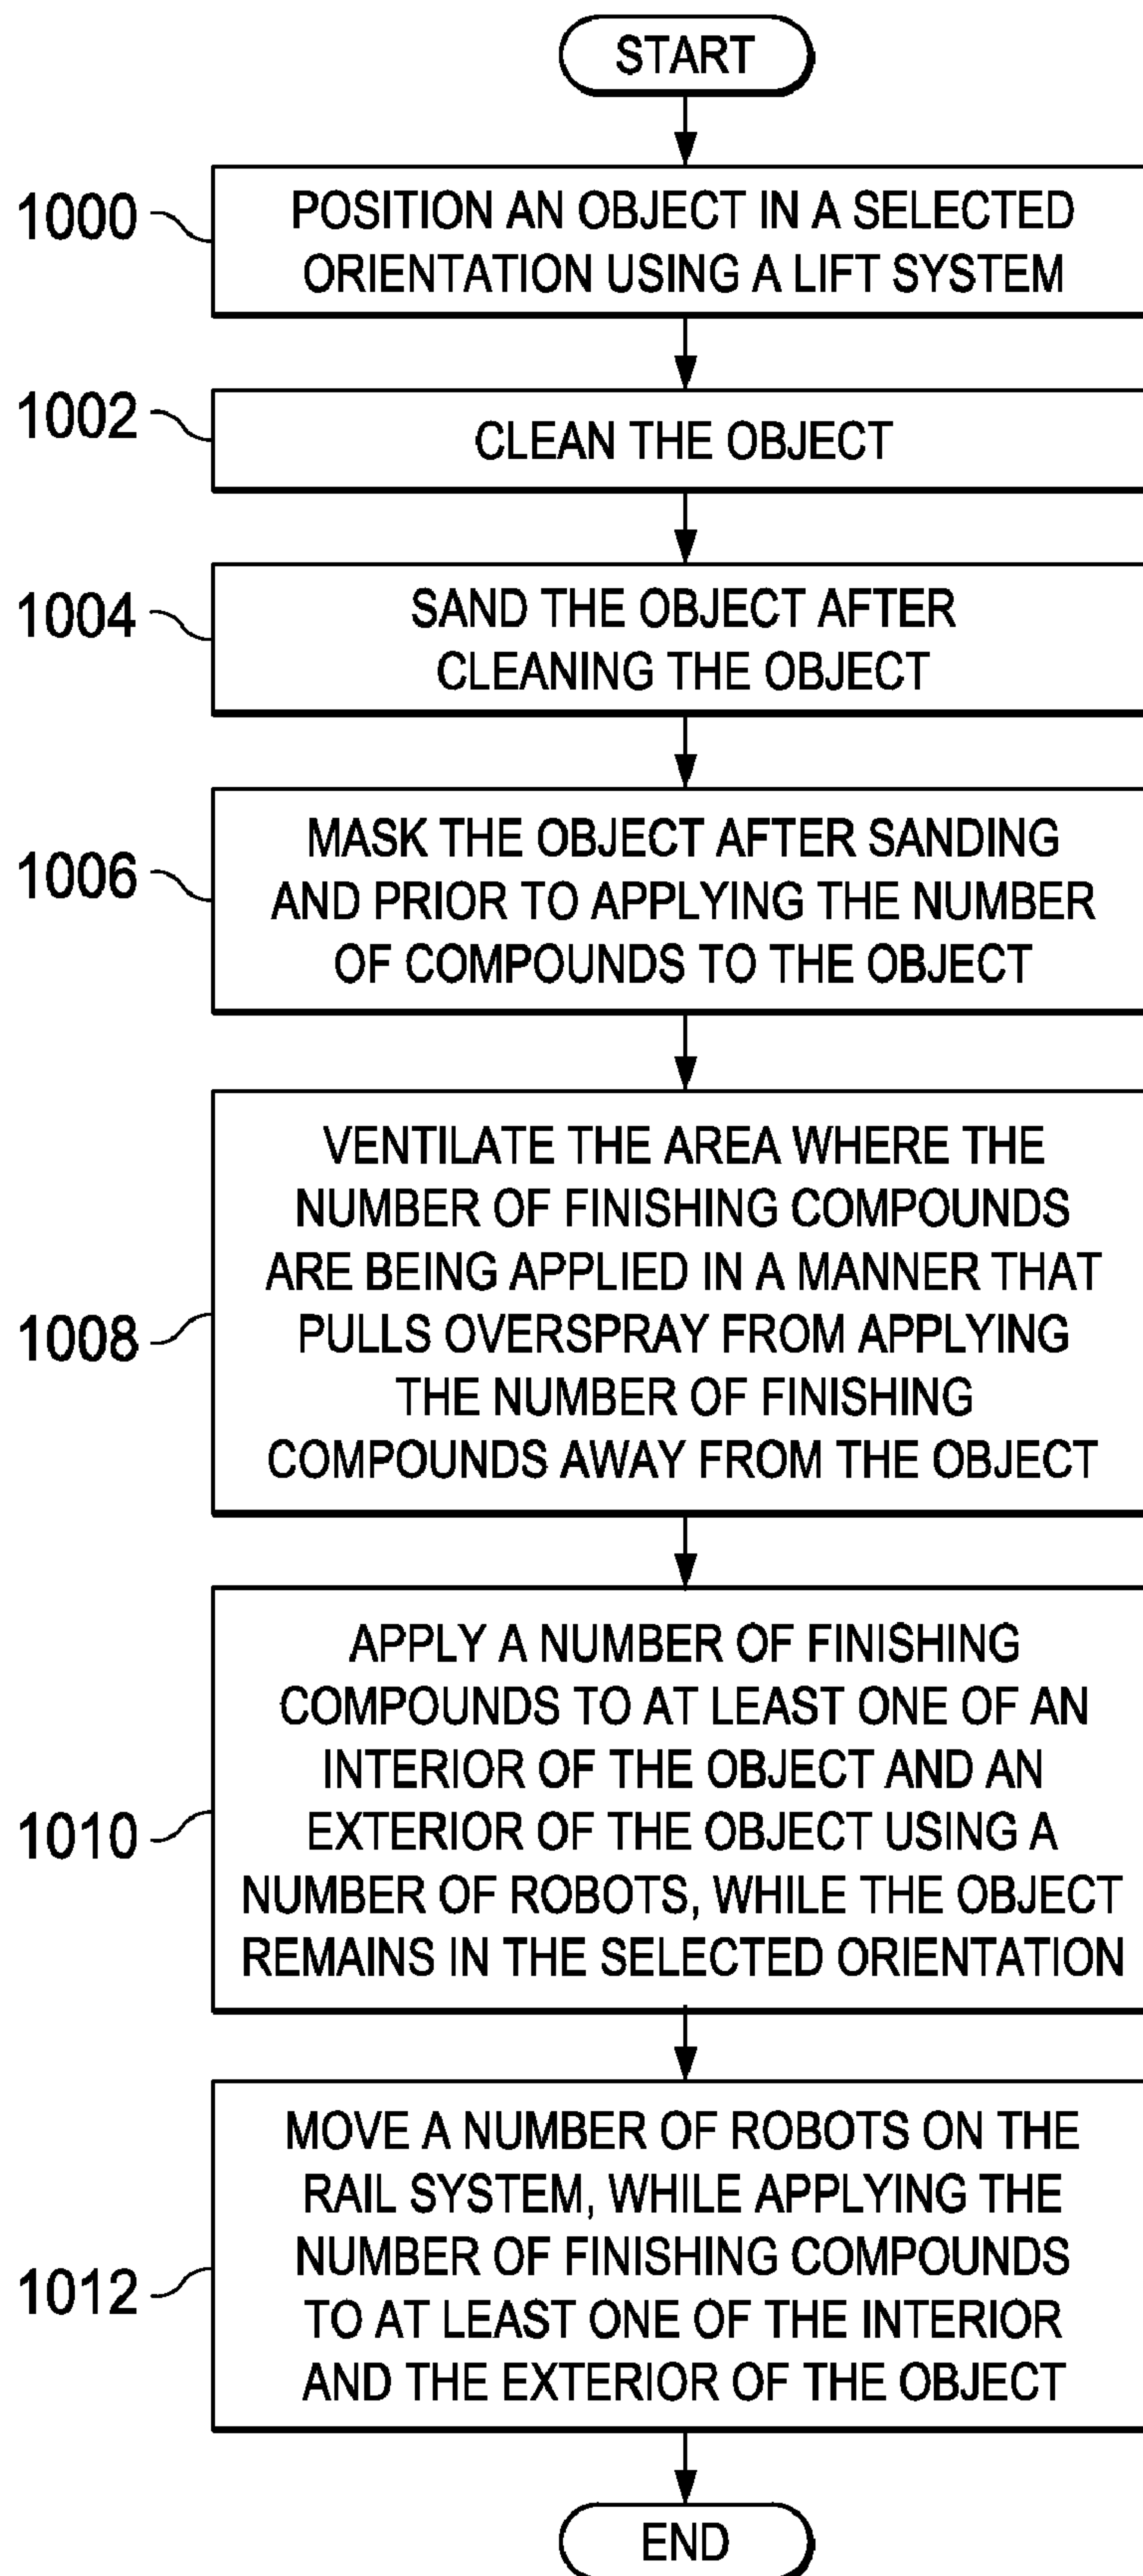 START
1000
POSITION AN OBJECT IN A SELECTED
ORIENTATION USING A LIFT SYSTEM
1002
CLEAN THE OBJECT
1004
SAND THE OBJECT AFTER
CLEANING THE OBJECT
1006
MASK THE OBJECT AFTER SANDING
AND PRIOR TO APPLYING THE NUMBER
OF COMPOUNDS TO THE OBJECT
1008
VENTILATE THE AREA WHERE THE
NUMBER OF FINISHING COMPOUNDS
ARE BEING APPLIED IN A MANNER THAT
PULLS OVERSPRAY FROM APPLYING
THE NUMBER OF FINISHING
COMPOUNDS AWAY FROM THE OBJECT
1010
APPLY A NUMBER OF FINISHING
COMPOUNDS TO AT LEAST ONE OF AN
INTERIOR OF THE OBJECT AND AN
EXTERIOR OF THE OBJECT USING A
NUMBER OF ROBOTS, WHILE THE OBJECT
REMAINS IN THE SELECTED ORIENTATION
1012
MOVE A NUMBER OF ROBOTS ON THE
RAIL SYSTEM, WHILE APPLYING THE
NUMBER OF FINISHING COMPOUNDS
TO AT LEAST ONE OF THE INTERIOR
AND THE EXTERIOR OF THE OBJECT
END